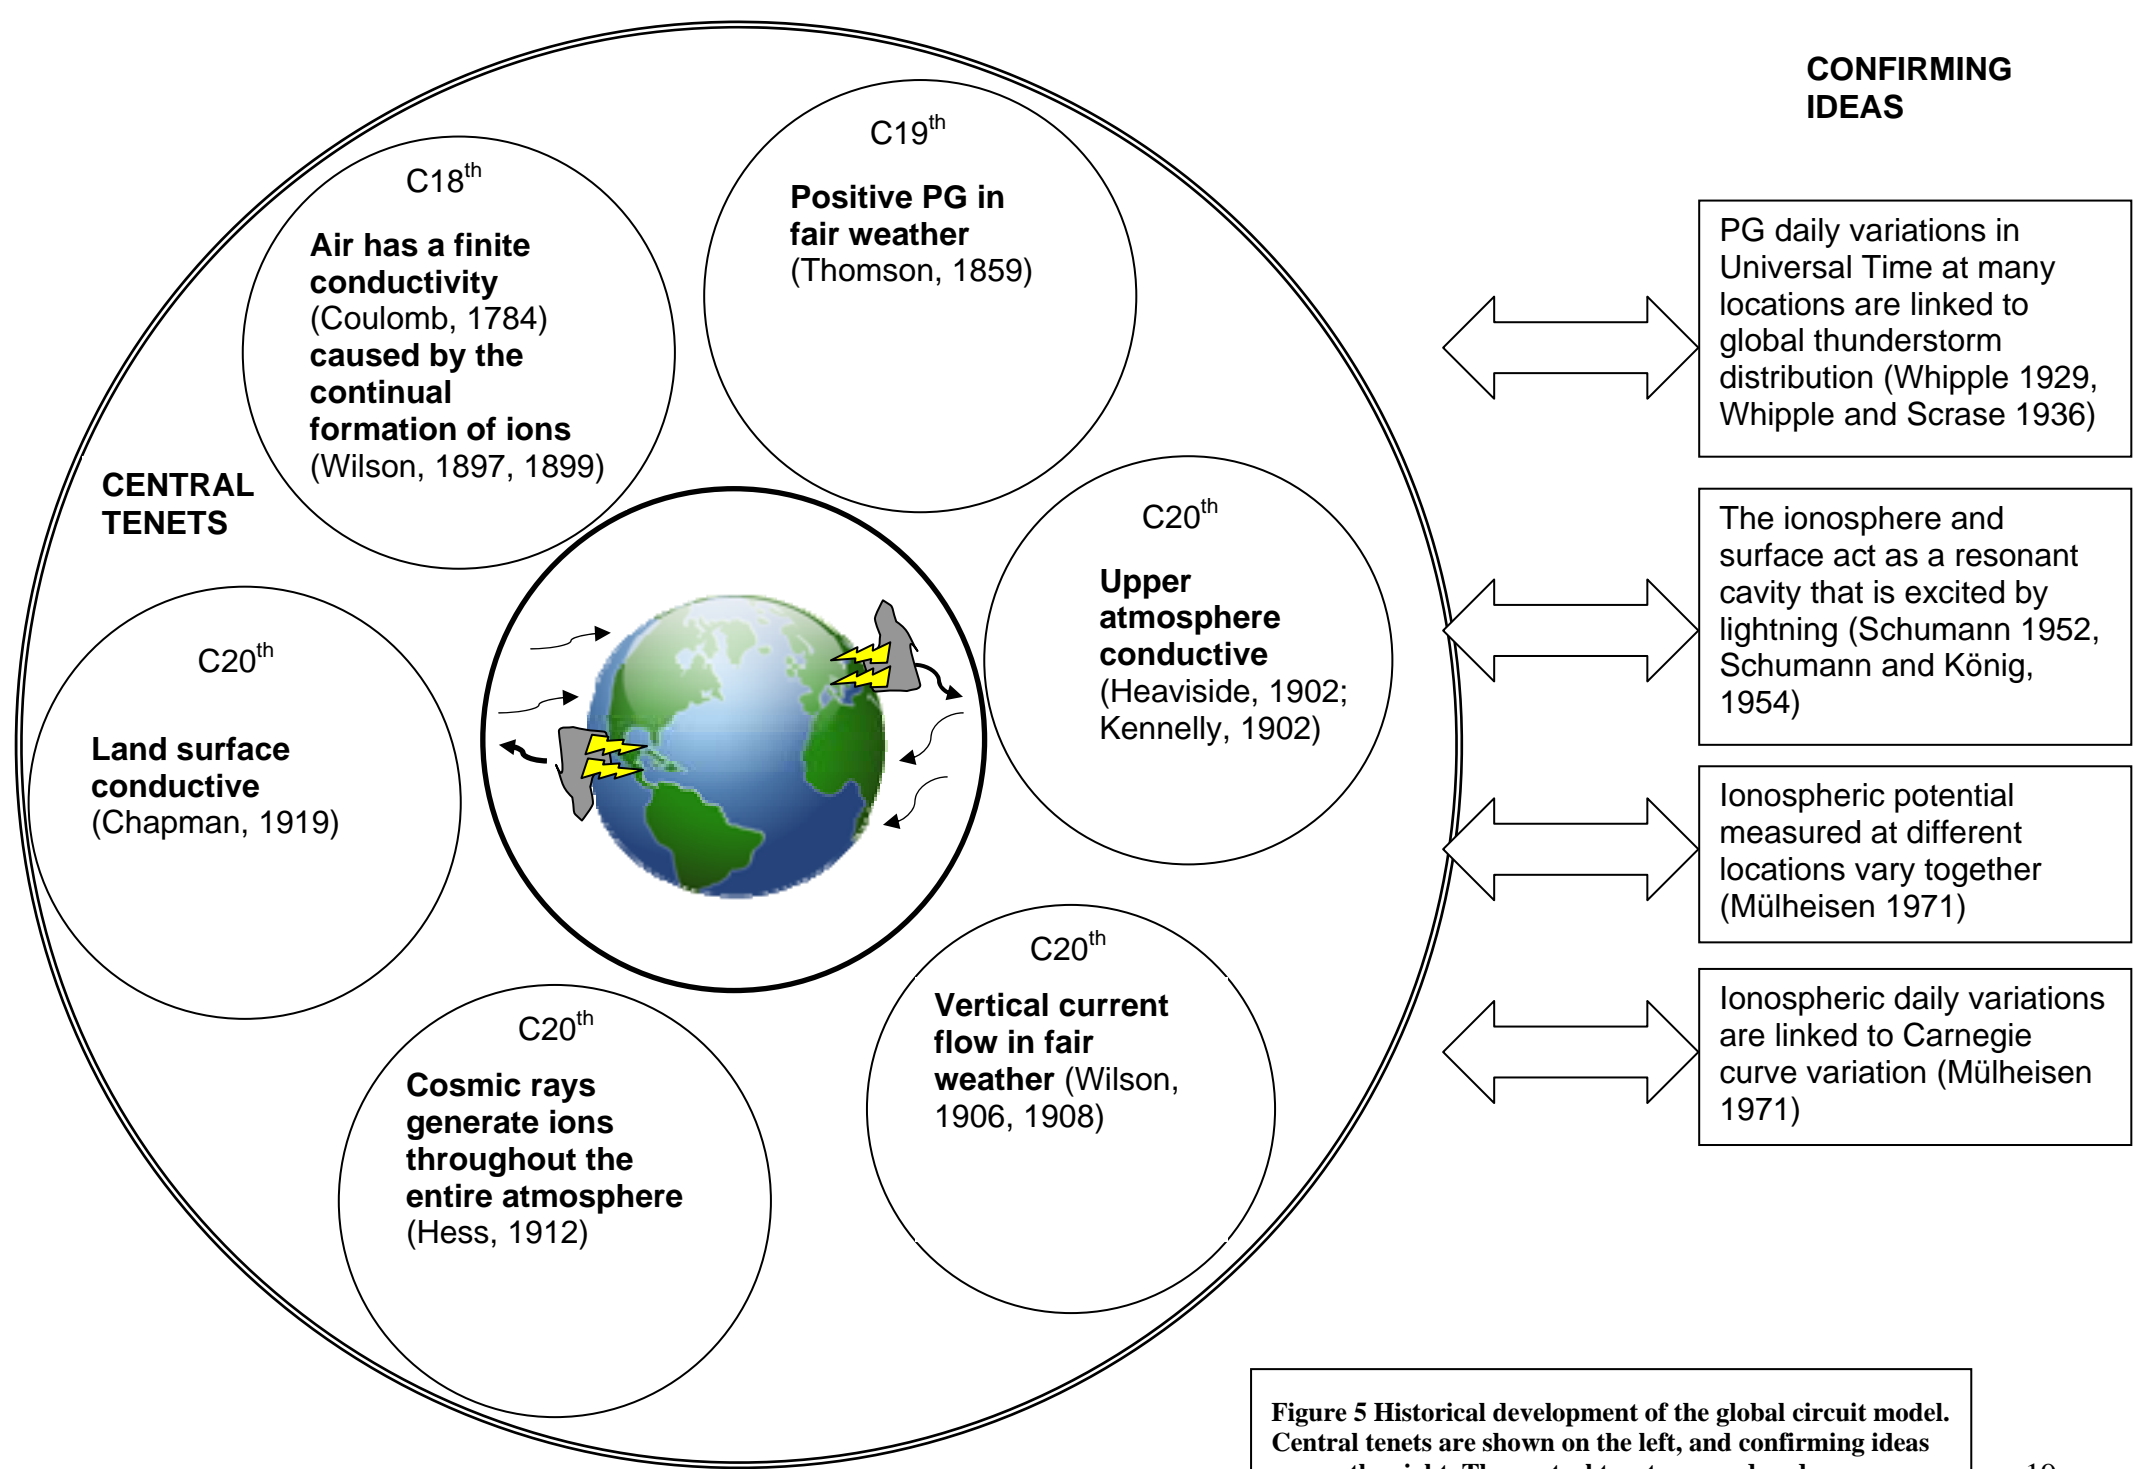 CONFIRMING
IDEAS
C18th
Air has a finite
conductivity
(Coulomb, 1784)
caused by the
continual
formation of ions
(Wilson, 1897, 1899)
C19th
Positive PG in
fair weather
(Thomson, 1859)
CENTRAL
TENETS
C20th
Upper
atmosphere
conductive
(Heaviside, 1902;
Kennelly, 1902)
C20th
Land surface
conductive
(Chapman, 1919)
C20th
Vertical current
flow in fair
weather (Wilson,
1906, 1908)
C20th
Cosmic rays
generate ions
throughout the
entire atmosphere
(Hess, 1912)
PG daily variations in
Universal Time at many
locations are linked to
global thunderstorm
distribution (Whipple 1929,
Whipple and Scrase 1936)
The ionosphere and
surface act as a resonant
cavity that is excited by
lightning (Schumann 1952,
Schumann and König,
1954)
Ionospheric potential
measured at different
locations vary together
(Mülheisen 1971)
Ionospheric daily variations
are linked to Carnegie
curve variation (Mülheisen
1971)
Figure 5 Historical development of the global circuit model.
Central tenets are shown on the left, and confirming ideas